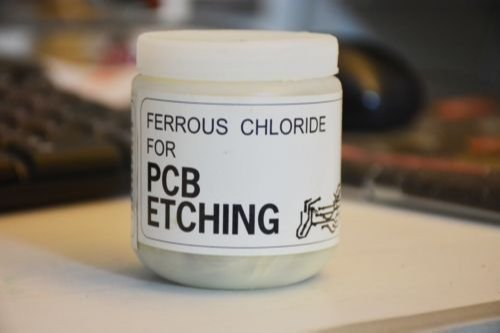 FERROUS CHLORIDE
FOR
PCB
ETCHING